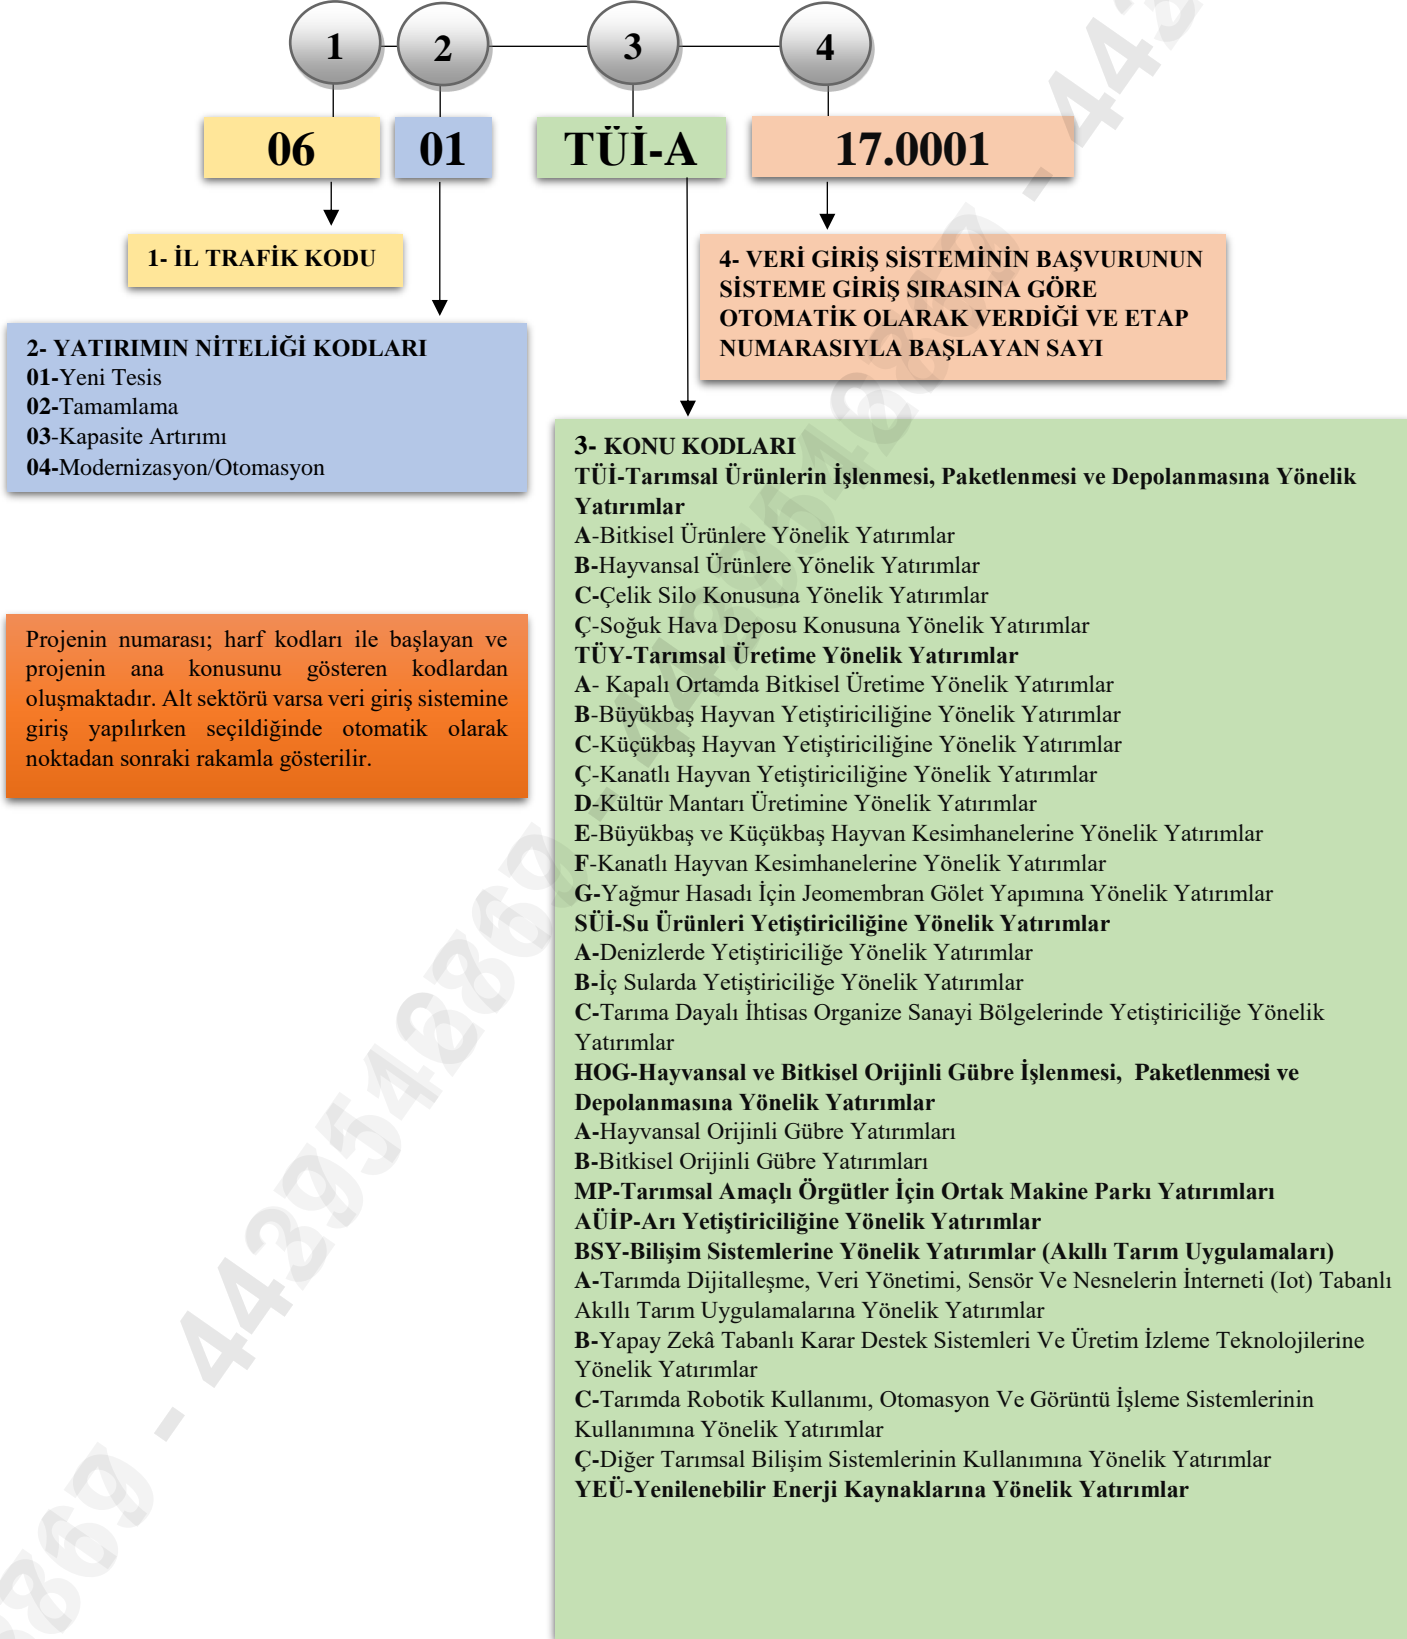 1 2 3 4
06 01 TÜİ-A 17.0001
1- İL TRAFİK KODU
2- YATIRIMIN NİTELİĞİ KODLARI
01-Yeni Tesis
02-Tamamlama
03-Kapasite Artırımı
04-Modernizasyon/Otomasyon
4- VERİ GİRİŞ SİSTEMİNİN BAŞVURUNUN
SİSTEME GİRİŞ SIRASINA GÖRE
OTOMATİK OLARAK VERDİĞİ VE ETAP
NUMARASIYLA BAŞLAYAN SAYI
Projenin numarası; harf kodları ile başlayan ve
projenin ana konusunu gösteren kodlardan
oluşmaktadır. Alt sektörü varsa veri giriş sistemine
giriş yapılırken seçildiğinde otomatik olarak
noktadan sonraki rakamla gösterilir.
3- KONU KODLARI
TÜİ-Tarımsal Ürünlerin İşlenmesi, Paketlenmesi ve Depolanmasına Yönelik
Yatırımlar
A-Bitkisel Ürünlere Yönelik Yatırımlar
B-Hayvansal Ürünlere Yönelik Yatırımlar
C-Çelik Silo Konusuna Yönelik Yatırımlar
Ç-Soğuk Hava Deposu Konusuna Yönelik Yatırımlar
TÜY-Tarımsal Üretime Yönelik Yatırımlar
A- Kapalı Ortamda Bitkisel Üretime Yönelik Yatırımlar
B-Büyükbaş Hayvan Yetiştiriciliğine Yönelik Yatırımlar
C-Küçükbaş Hayvan Yetiştiriciliğine Yönelik Yatırımlar
Ç-Kanatlı Hayvan Yetiştiriciliğine Yönelik Yatırımlar
D-Kültür Mantarı Üretimine Yönelik Yatırımlar
E-Büyükbaş ve Küçükbaş Hayvan Kesimhanelerine Yönelik Yatırımlar
F-Kanatlı Hayvan Kesimhanelerine Yönelik Yatırımlar
G-Yağmur Hasadı İçin Jeomembran Gölet Yapımına Yönelik Yatırımlar
SÜİ-Su Ürünleri Yetiştiriciliğine Yönelik Yatırımlar
A-Denizlerde Yetiştiriciliğe Yönelik Yatırımlar
B-İç Sularda Yetiştiriciliğe Yönelik Yatırımlar
C-Tarıma Dayalı İhtisas Organize Sanayi Bölgelerinde Yetiştiriciliğe Yönelik
Yatırımlar
HOG-Hayvansal ve Bitkisel Orijinli Gübre İşlenmesi, Paketlenmesi ve
Depolanmasına Yönelik Yatırımlar
A-Hayvansal Orijinli Gübre Yatırımları
B-Bitkisel Orijinli Gübre Yatırımları
MP-Tarımsal Amaçlı Örgütler İçin Ortak Makine Parkı Yatırımları
AÜİP-Arı Yetiştiriciliğine Yönelik Yatırımlar
BSY-Bilişim Sistemlerine Yönelik Yatırımlar (Akıllı Tarım Uygulamaları)
A-Tarımda Dijitalleşme, Veri Yönetimi, Sensör Ve Nesnelerin İnterneti (Iot) Tabanlı
Akıllı Tarım Uygulamalarına Yönelik Yatırımlar
B-Yapay Zekâ Tabanlı Karar Destek Sistemleri Ve Üretim İzleme Teknolojilerine
Yönelik Yatırımlar
C-Tarımda Robotik Kullanımı, Otomasyon Ve Görüntü İşleme Sistemlerinin
Kullanımına Yönelik Yatırımlar
Ç-Diğer Tarımsal Bilişim Sistemlerinin Kullanımına Yönelik Yatırımlar
YEÜ-Yenilenebilir Enerji Kaynaklarına Yönelik Yatırımlar